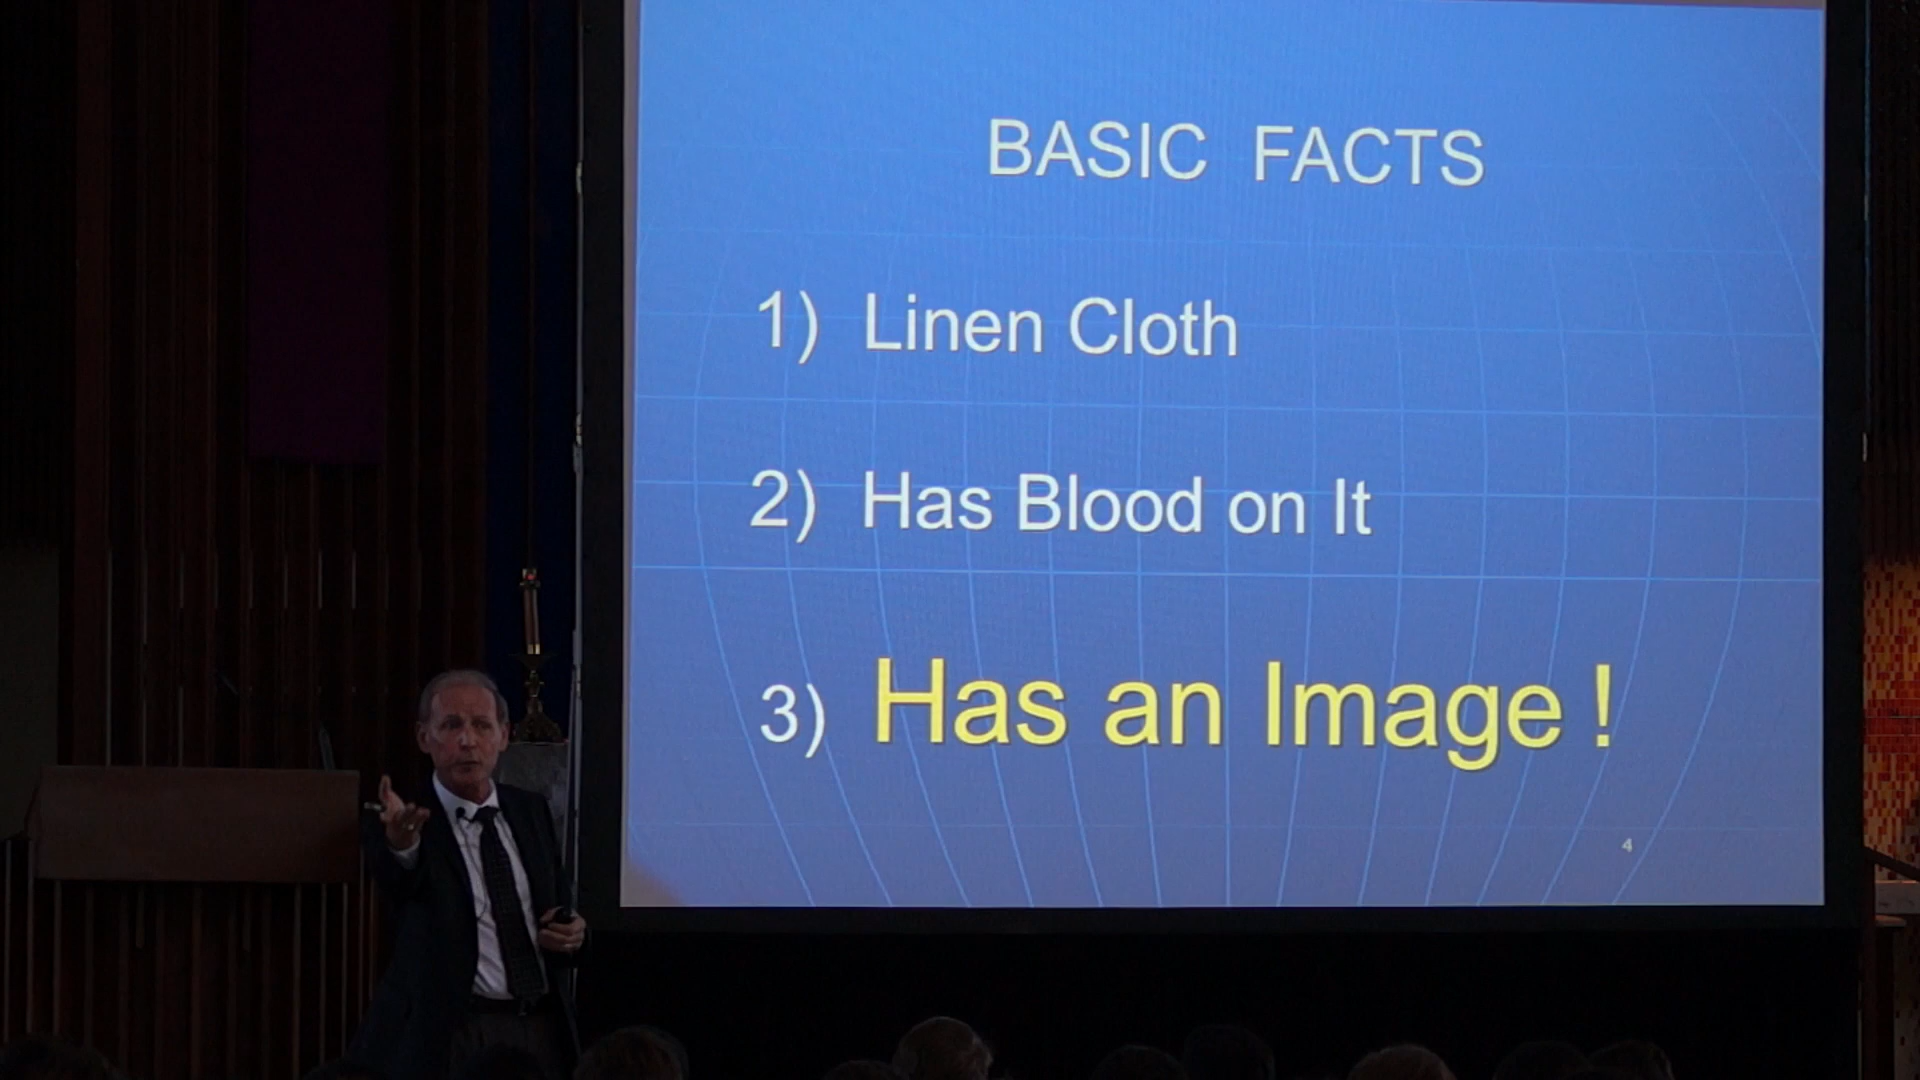 BASIC FACTS
1) Linen Cloth
2) Has Blood on It
3) Has an Image !
4